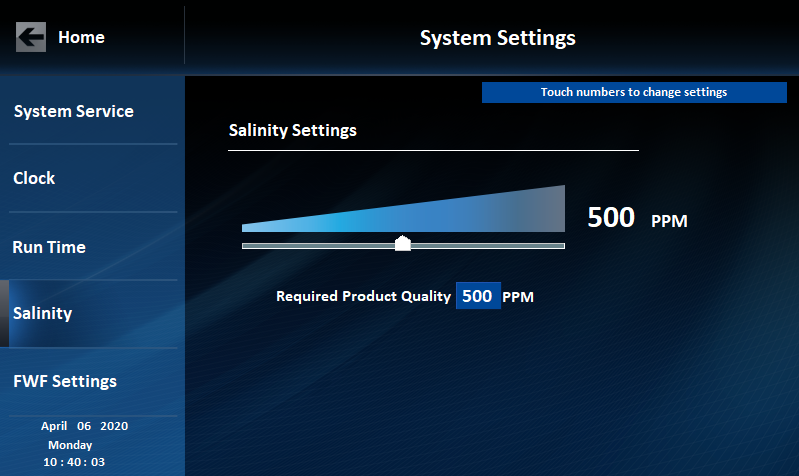 Home
System Settings
Touch numbers to change settings
System Service
Clock
Run Time
Salinity
FWF Settings
April 06 2020
Monday
10 : 40 : 03
Salinity Settings
500 PPM
Required Product Quality 500 PPM